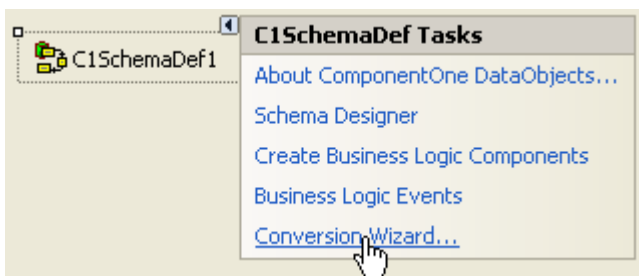 C1SchemaDef1
C1SchemaDef Tasks
About ComponentOne DataObjects...
Schema Designer
Create Business Logic Components
Business Logic Events
Conversion Wizard...